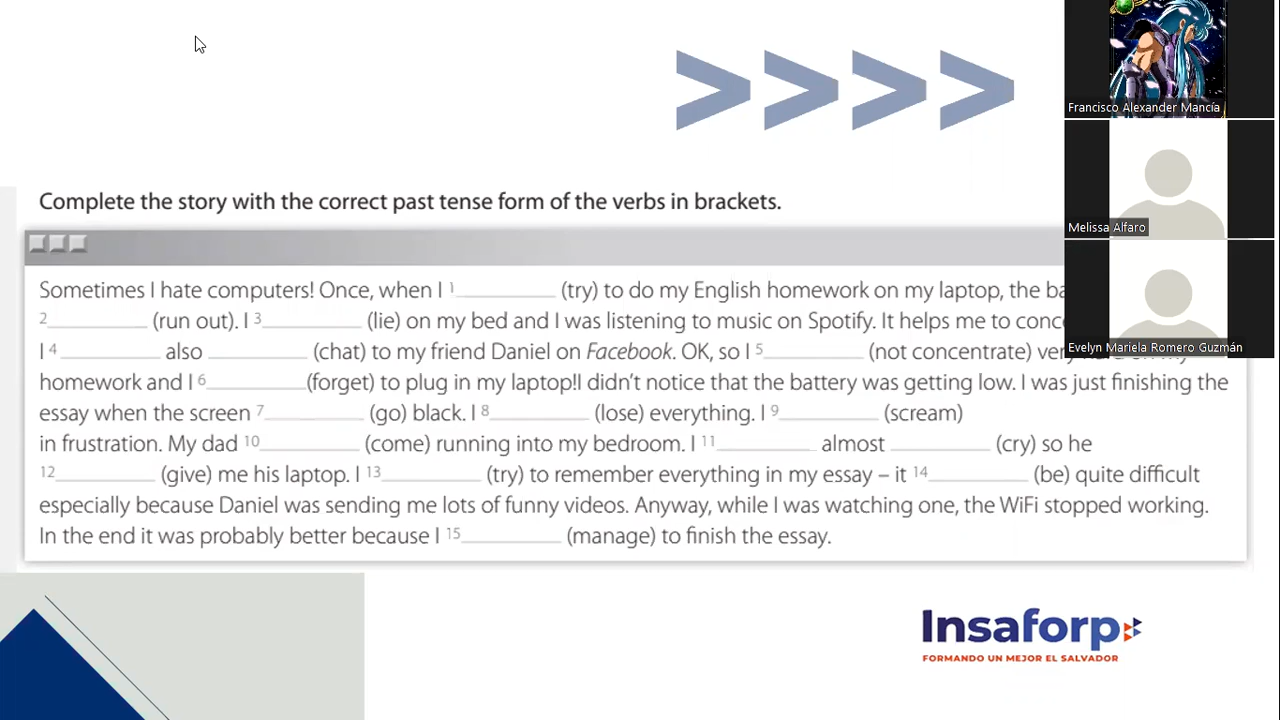 >>>>
Francisco Alexander Mancía
Melissa Alfaro
Evelyn Mariela Romero Guzmán
Complete the story with the correct past tense form of the verbs in brackets.
Sometimes I hate computers! Once, when I 1__________ (try) to do my English homework on my laptop, the
2__________ (run out). I 3__________ (lie) on my bed and I was listening to music on Spotify. It helps me to
I 4__________ also __________ (chat) to my friend Daniel on Facebook. OK, so I 5__________ (not concentrate)
homework and I 6__________(forget) to plug in my laptop!I didn’t notice that the battery was getting low. I was just finishing the
essay when the screen 7__________ (go) black. I 8__________ (lose) everything. I 9__________ (scream)
in frustration. My dad 10__________ (come) running into my bedroom. I 11__________ almost __________ (cry) so he
12__________ (give) me his laptop. I 13__________ (try) to remember everything in my essay – it 14__________ (be) quite difficult
especially because Daniel was sending me lots of funny videos. Anyway, while I was watching one, the WiFi stopped working.
In the end it was probably better because I 15__________ (manage) to finish the essay.
Insaforp
FORMANDO UN MEJOR EL SALVADOR